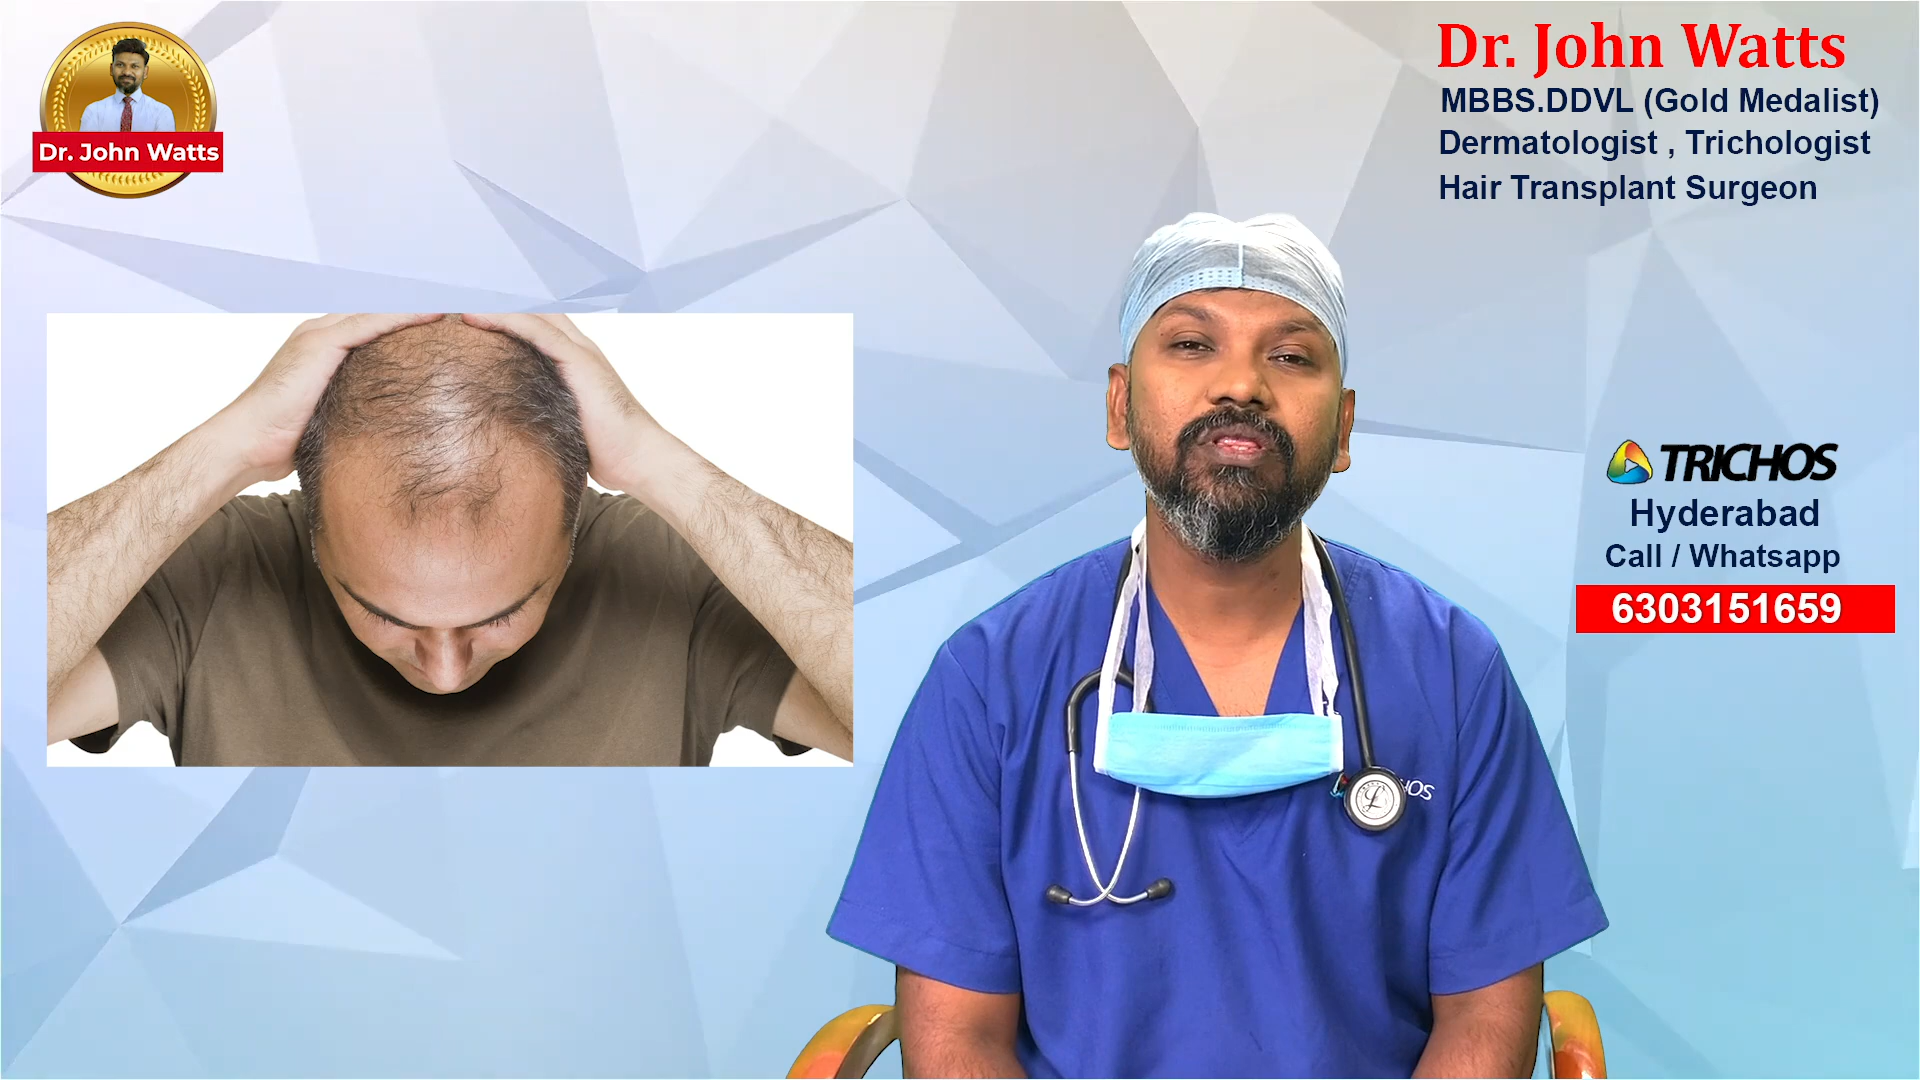 Dr. John Watts
Dr. John Watts
MBBS.DDVL (Gold Medalist)
Dermatologist , Trichologist
Hair Transplant Surgeon
TRICHOS
Hyderabad
Call / Whatsapp
6303151659